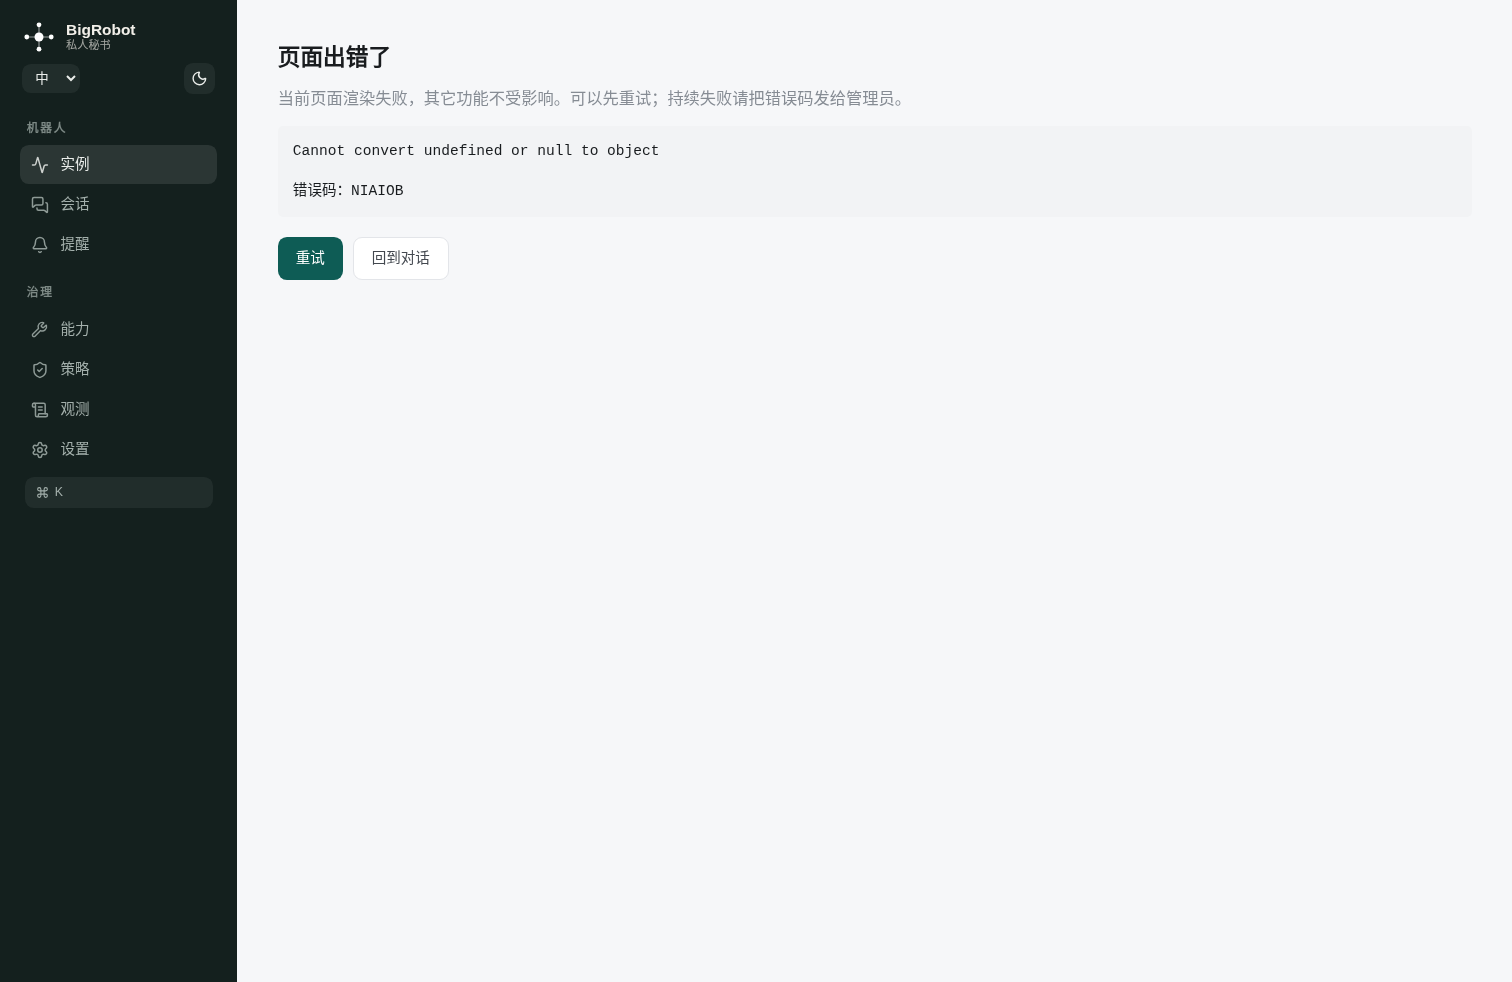 BigRobot
私人秘书
中
机器人
实例
会话
提醒
治理
能力
策略
观测
设置
⌘ K
页面出错了
当前页面渲染失败，其它功能不受影响。可以先重试；持续失败请把错误码发给管理员。
Cannot convert undefined or null to object
错误码：NIAIOB
重试
回到对话